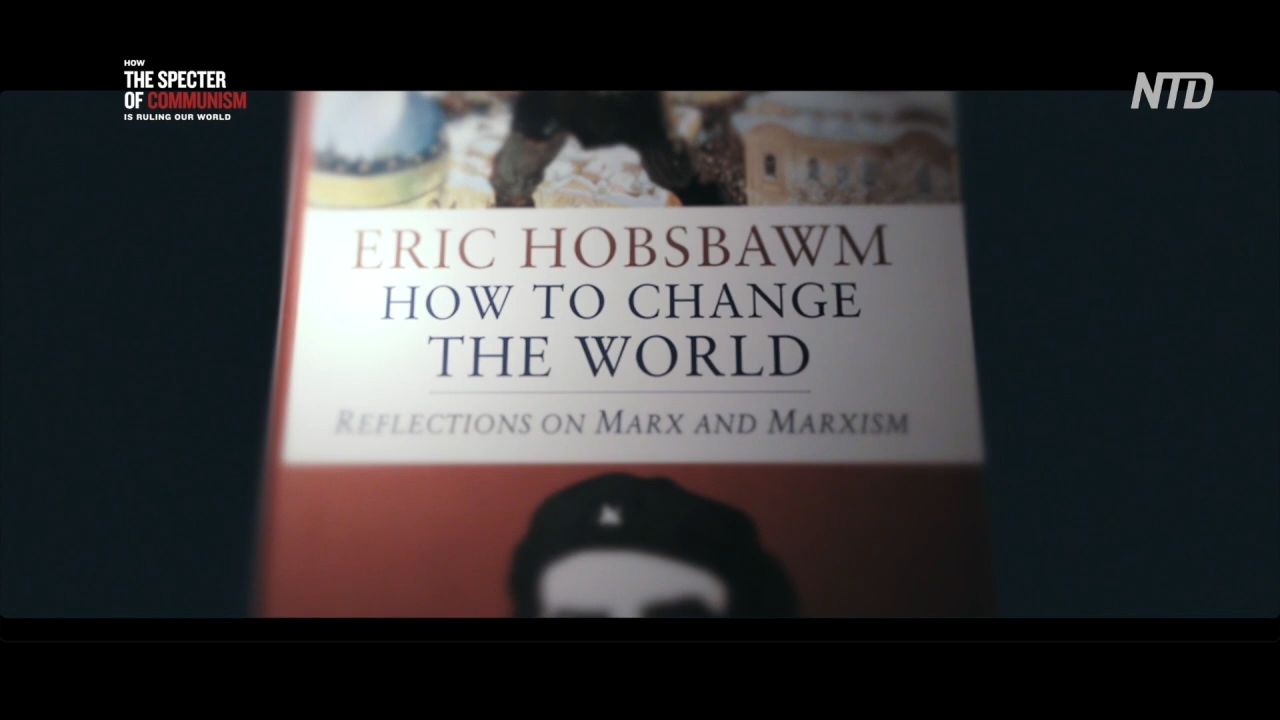 HOW
THE SPECTER
OF COMMUNISM
IS RULING OUR WORLD
NTD
ERIC HOBSBAWM
HOW TO CHANGE
THE WORLD
REFLECTIONS ON MARX AND MARXISM